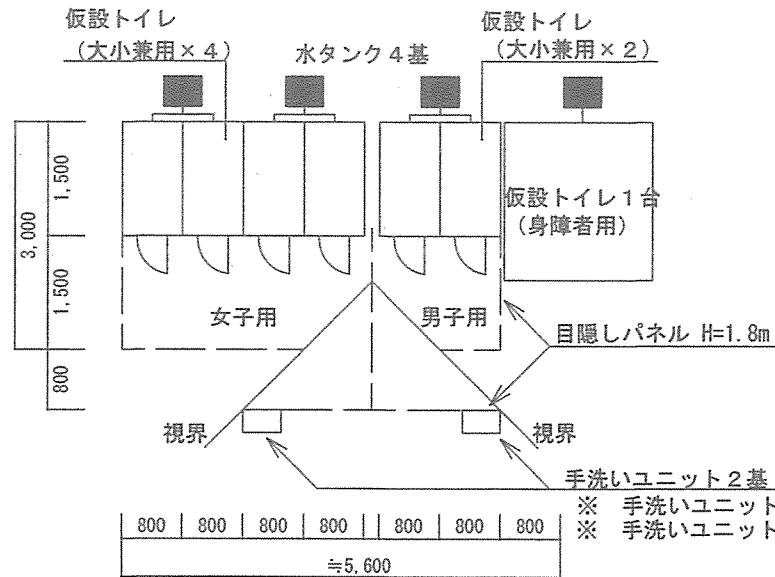 仮設トイレ
(大小兼用×4)
水タンク4基
仮設トイレ
(大小兼用×2)
仮設トイレ1台
(身障者用)
3,000
1,500
1,500
800
女子用
男子用
目隠しパネル H=1.8m
視界
視界
手洗いユニット2基
※ 手洗いユニット
※ 手洗いユニット
800 800 800 800 800 800 800
≒5,600